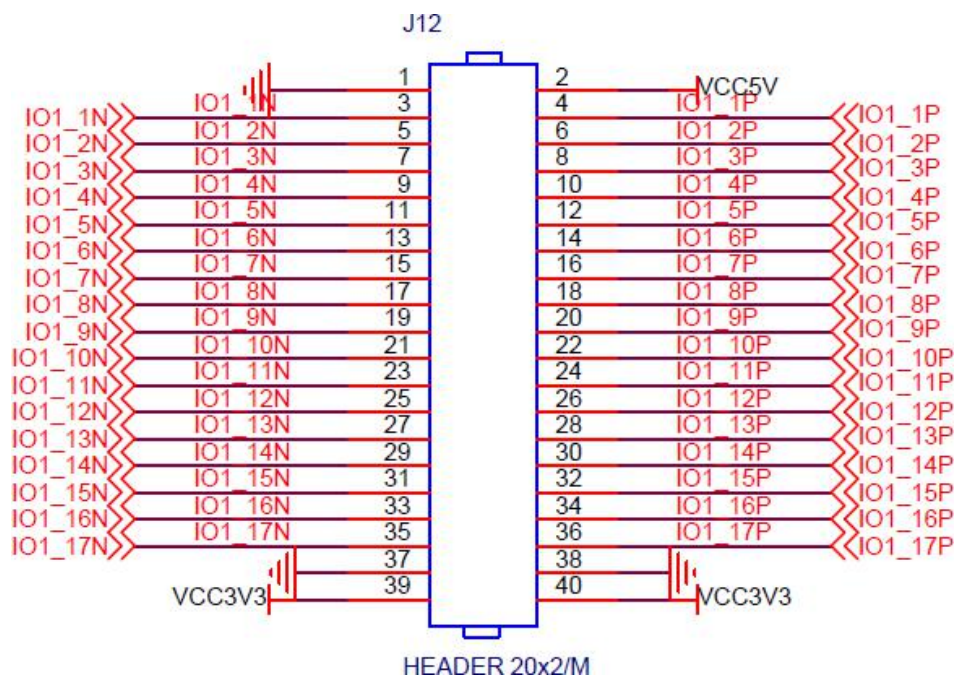 J12
1 2 VCC5V
IO1_1N IO1_1N 3 4 IO1_1P IO1_1P
IO1_2N IO1_2N 5 6 IO1_2P IO1_2P
IO1_3N IO1_3N 7 8 IO1_3P IO1_3P
IO1_4N IO1_4N 9 10 IO1_4P IO1_4P
IO1_5N IO1_5N 11 12 IO1_5P IO1_5P
IO1_6N IO1_6N 13 14 IO1_6P IO1_6P
IO1_7N IO1_7N 15 16 IO1_7P IO1_7P
IO1_8N IO1_8N 17 18 IO1_8P IO1_8P
IO1_9N IO1_9N 19 20 IO1_9P IO1_9P
IO1_10N IO1_10N 21 22 IO1_10P IO1_10P
IO1_11N IO1_11N 23 24 IO1_11P IO1_11P
IO1_12N IO1_12N 25 26 IO1_12P IO1_12P
IO1_13N IO1_13N 27 28 IO1_13P IO1_13P
IO1_14N IO1_14N 29 30 IO1_14P IO1_14P
IO1_15N IO1_15N 31 32 IO1_15P IO1_15P
IO1_16N IO1_16N 33 34 IO1_16P IO1_16P
IO1_17N IO1_17N 35 36 IO1_17P IO1_17P
37 38
VCC3V3 39 40 VCC3V3
HEADER 20x2/M